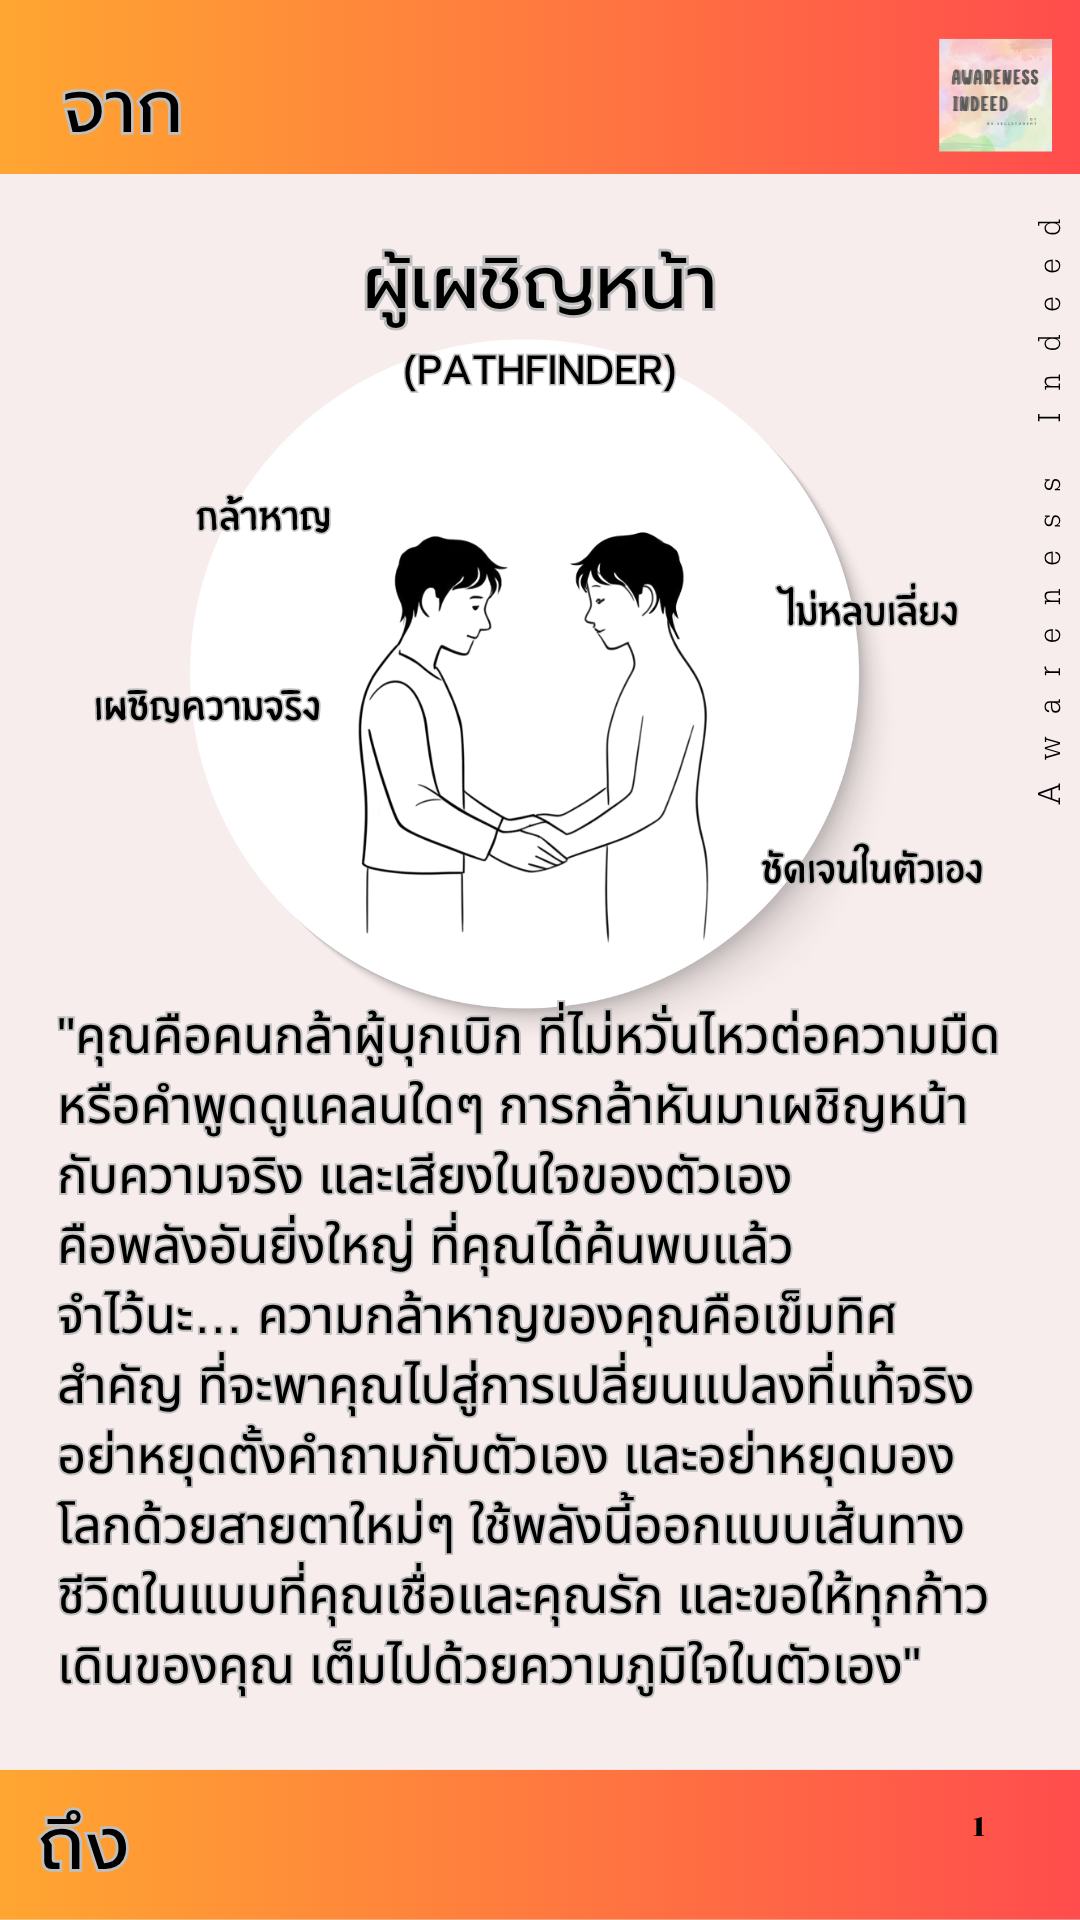 จาก
AWARENESS
INDEED
BY
Awareness Indeed
ผู้เผชิญหน้า
(PATHFINDER)
กล้าหาญ
ไม่หลบเลี่ยง
เผชิญความจริง
ชัดเจนในตัวเอง
"คุณคือคนกล้าผู้บุกเบิก ที่ไม่หวั่นไหวต่อความมืด
หรือคำพูดดูแคลนใดๆ การกล้าหันมาเผชิญหน้า
กับความจริง และเสียงในใจของตัวเอง
คือพลังอันยิ่งใหญ่ ที่คุณได้ค้นพบแล้ว
จำไว้นะ... ความกล้าหาญของคุณคือเข็มทิศ
สำคัญ ที่จะพาคุณไปสู่การเปลี่ยนแปลงที่แท้จริง
อย่าหยุดตั้งคำถามกับตัวเอง และอย่าหยุดมอง
โลกด้วยสายตาใหม่ๆ ใช้พลังนี้ออกแบบเส้นทาง
ชีวิตในแบบที่คุณเชื่อและคุณรัก และขอให้ทุกก้าว
เดินของคุณ เต็มไปด้วยความภูมิใจในตัวเอง"
ถึง
1